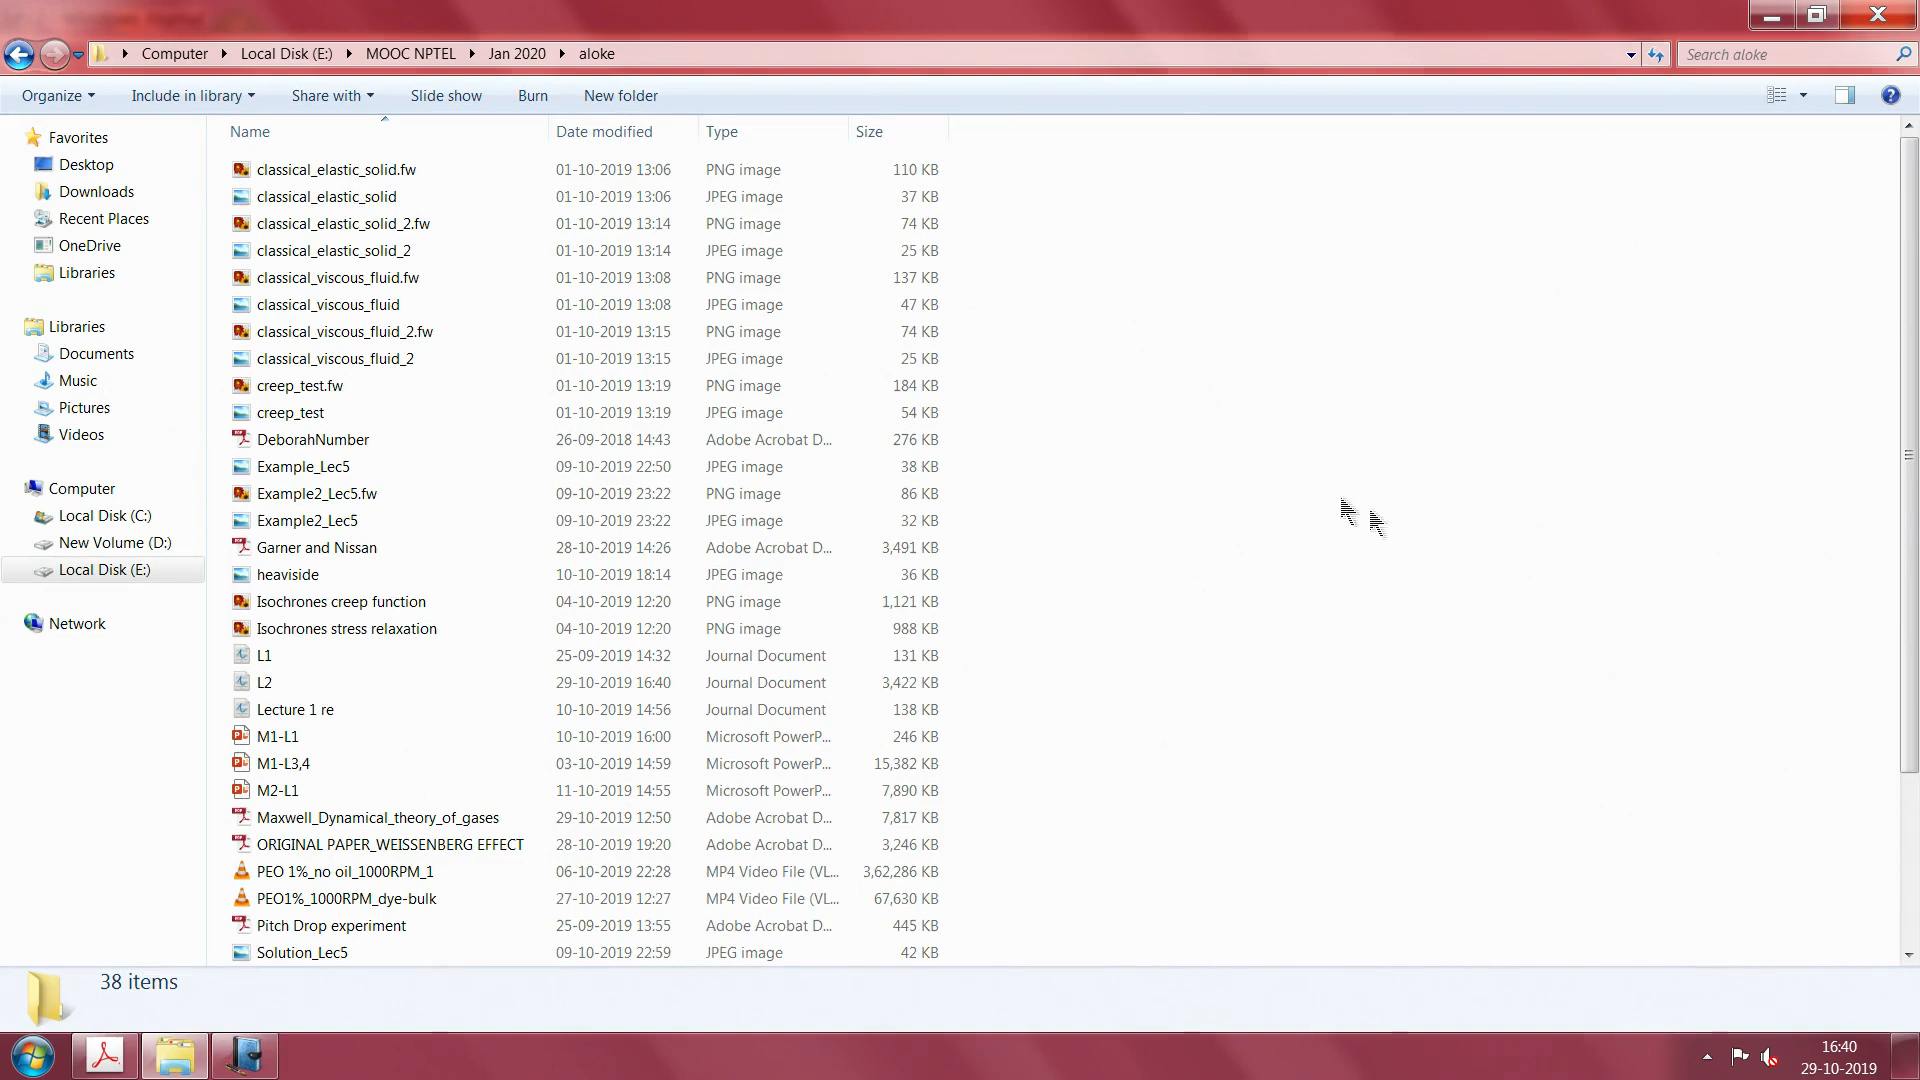 Computer Local Disk (E:) MOOC NPTEL Jan 2020 aloke
Search aloke
Organize Include in library Share with Slide show Burn New folder
Favorites
Desktop
Downloads
Recent Places
OneDrive
Libraries
Libraries
Documents
Music
Pictures
Videos
Computer
Local Disk (C:)
New Volume (D:)
Local Disk (E:)
Network
Name Date modified Type Size
classical_elastic_solid.fw 01-10-2019 13:06 PNG image 110 KB
classical_elastic_solid 01-10-2019 13:06 JPEG image 37 KB
classical_elastic_solid_2.fw 01-10-2019 13:14 PNG image 74 KB
classical_elastic_solid_2 01-10-2019 13:14 JPEG image 25 KB
classical_viscous_fluid.fw 01-10-2019 13:08 PNG image 137 KB
classical_viscous_fluid 01-10-2019 13:08 JPEG image 47 KB
classical_viscous_fluid_2.fw 01-10-2019 13:15 PNG image 74 KB
classical_viscous_fluid_2 01-10-2019 13:15 JPEG image 25 KB
creep_test.fw 01-10-2019 13:19 PNG image 184 KB
creep_test 01-10-2019 13:19 JPEG image 54 KB
DeborahNumber 26-09-2018 14:43 Adobe Acrobat D... 276 KB
Example_Lec5 09-10-2019 22:50 JPEG image 38 KB
Example2_Lec5.fw 09-10-2019 23:22 PNG image 86 KB
Example2_Lec5 09-10-2019 23:22 JPEG image 32 KB
Garner and Nissan 28-10-2019 14:26 Adobe Acrobat D... 3,491 KB
heaviside 10-10-2019 18:14 JPEG image 36 KB
Isochrones creep function 04-10-2019 12:20 PNG image 1,121 KB
Isochrones stress relaxation 04-10-2019 12:20 PNG image 988 KB
L1 25-09-2019 14:32 Journal Document 131 KB
L2 29-10-2019 16:40 Journal Document 3,422 KB
Lecture 1 re 10-10-2019 14:56 Journal Document 138 KB
M1-L1 10-10-2019 16:00 Microsoft PowerP... 246 KB
M1-L3,4 03-10-2019 14:59 Microsoft PowerP... 15,382 KB
M2-L1 11-10-2019 14:55 Microsoft PowerP... 7,890 KB
Maxwell_Dynamical_theory_of_gases 29-10-2019 12:50 Adobe Acrobat D... 7,817 KB
ORIGINAL PAPER_WEISSENBERG EFFECT 28-10-2019 19:20 Adobe Acrobat D... 3,246 KB
PEO 1%_no oil_1000RPM_1 06-10-2019 22:28 MP4 Video File (VL... 3,62,286 KB
PEO1%_1000RPM_dye-bulk 27-10-2019 12:27 MP4 Video File (VL... 67,630 KB
Pitch Drop experiment 25-09-2019 13:55 Adobe Acrobat D... 445 KB
Solution_Lec5 09-10-2019 22:59 JPEG image 42 KB
38 items
16:40
29-10-2019